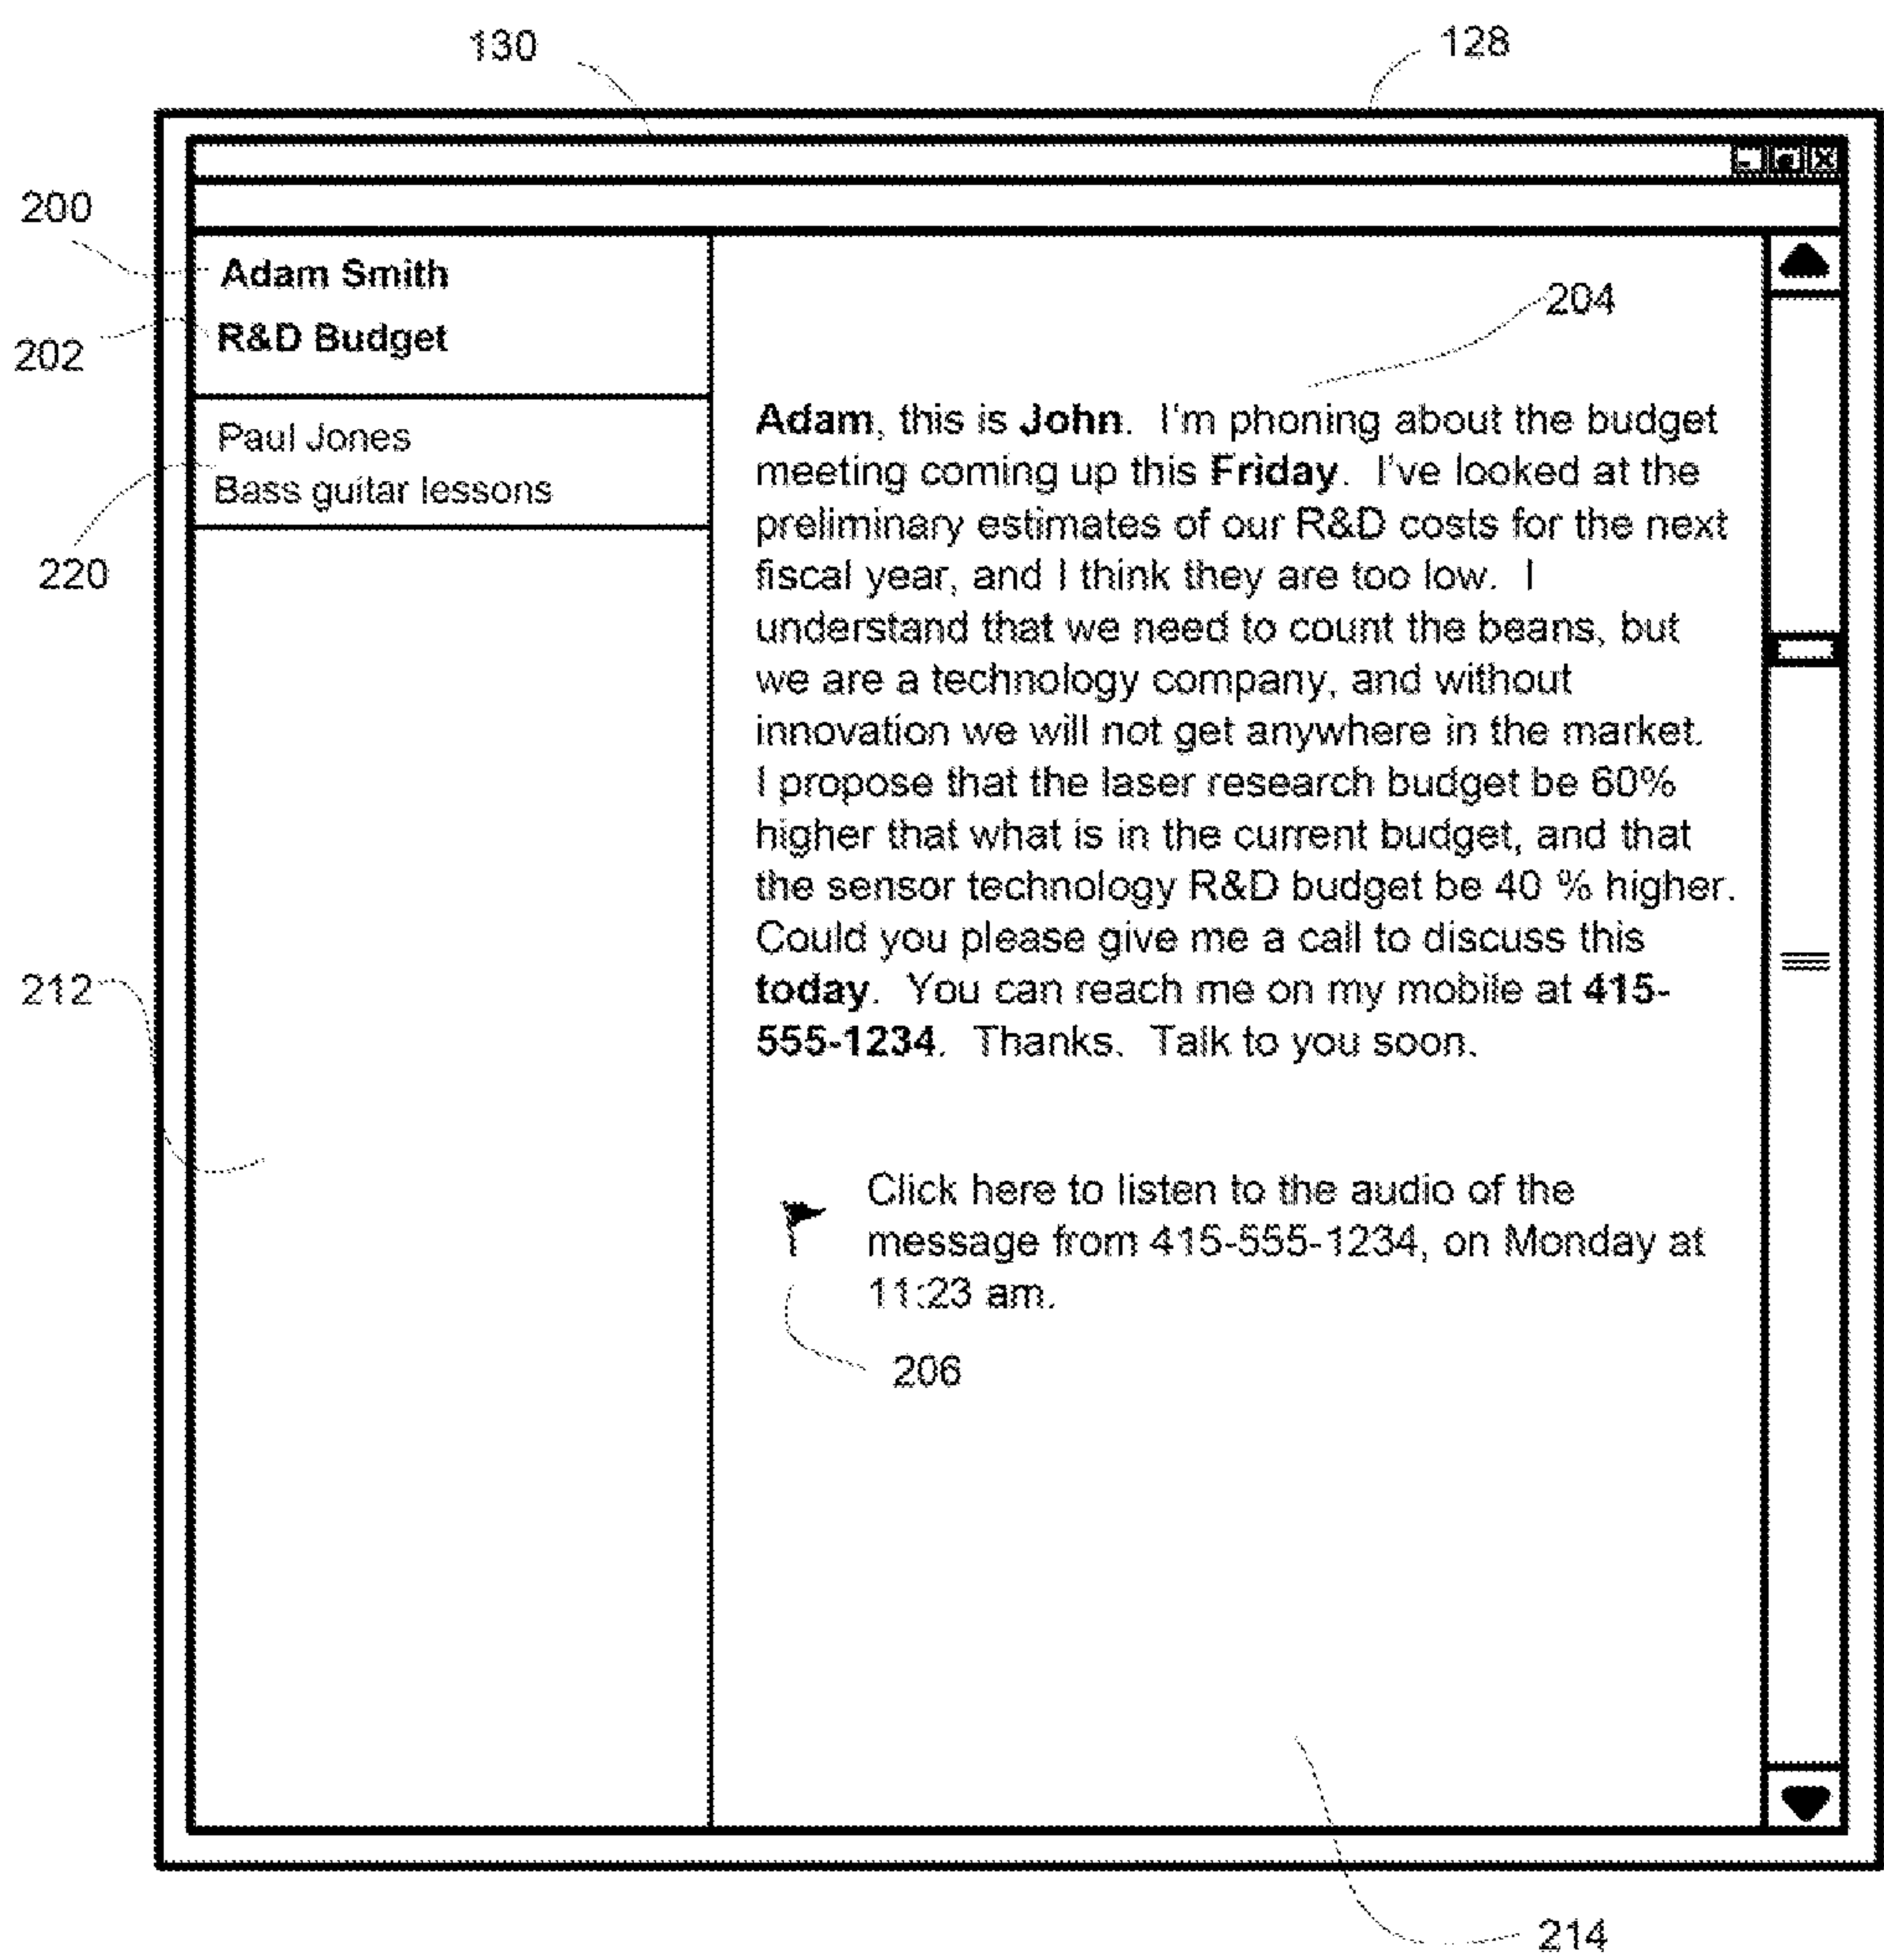 130
128
200
Adam Smith
202
R&D Budget
204
Paul Jones
Bass guitar lessons
220
Adam, this is John. I'm phoning about the budget
meeting coming up this Friday. I've looked at the
preliminary estimates of our R&D costs for the next
fiscal year, and I think they are too low. I
understand that we need to count the beans, but
we are a technology company, and without
innovation we will not get anywhere in the market.
I propose that the laser research budget be 60%
higher that what is in the current budget, and that
the sensor technology R&D budget be 40 % higher.
Could you please give me a call to discuss this
today. You can reach me on my mobile at 415-
555-1234. Thanks. Talk to you soon.
212
Click here to listen to the audio of the
message from 415-555-1234, on Monday at
11:23 am.
206
214